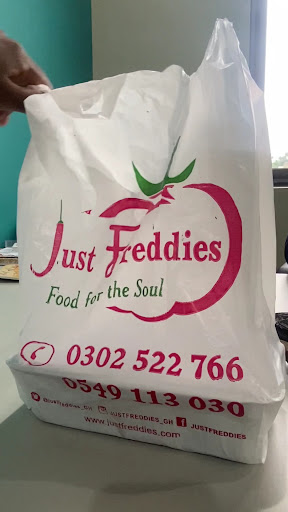 Just Freddies
Food for the Soul
0302 522 766
0549 113 030
JUSTFREDDIES_GH JUSTFREDDIES
www.justfreddies.com